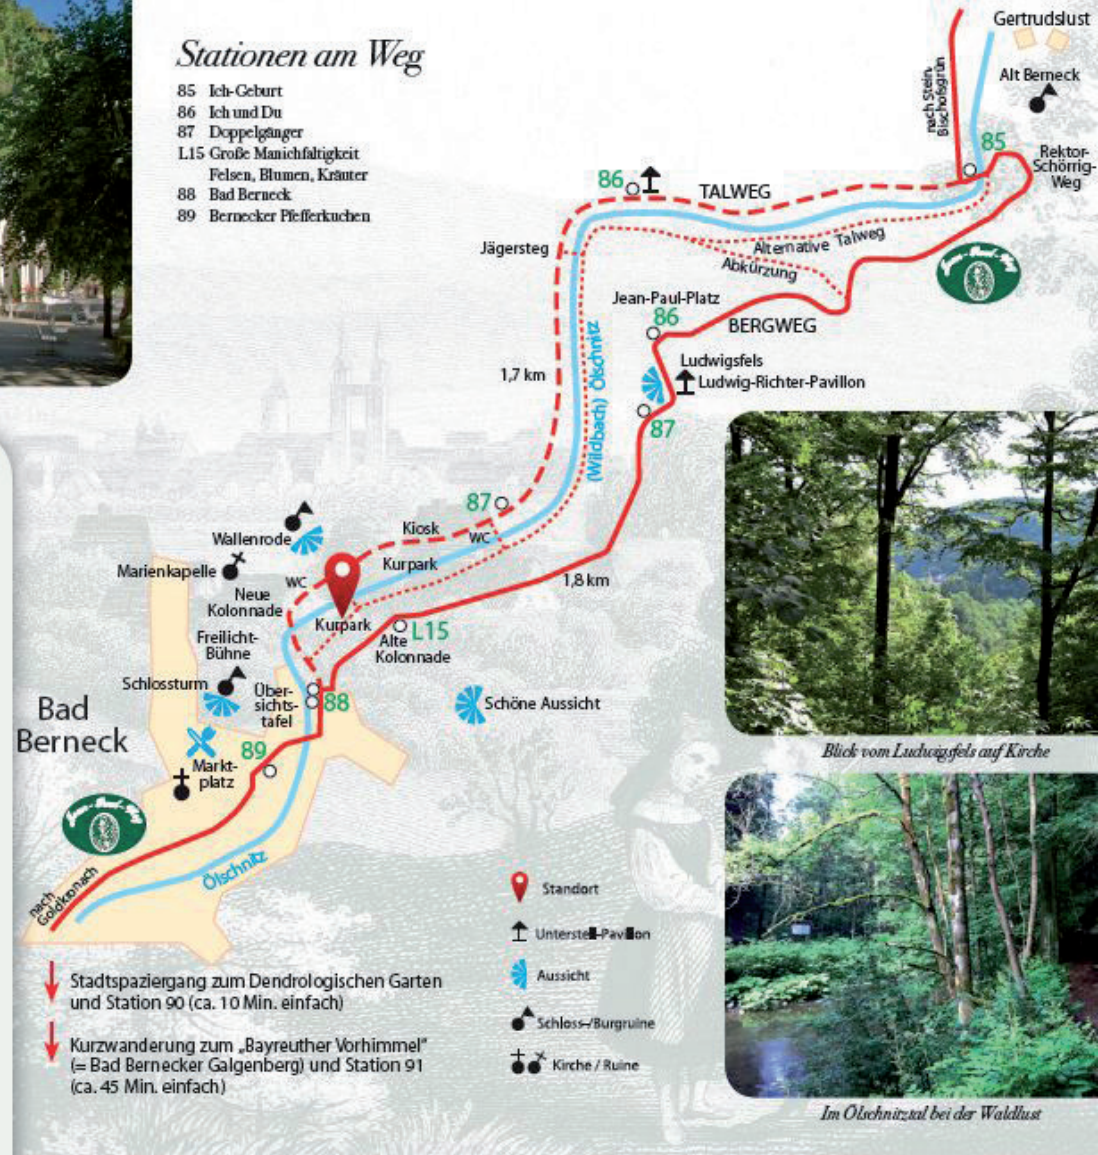 Stationen am Weg
85 Ich-Geburt
86 Ich und Du
87 Doppelgänger
L15 Große Manichfaltigkeit
Felsen, Blumen, Kräuter
88 Bad Berneck
89 Bernecker Pfefferkuchen
Gertrudslust
Alt Berneck
nach Stein,
Bischofsgrün
85
Rektor-
Schörrig-
Weg
86
TALWEG
Jägersteg
Alternative Talweg
Abkürzung
Jean-Paul-Platz
86
BERGWEG
Ludwigsfels
Ludwig-Richter-Pavillon
1,7 km
(Wildbach) Ölschnitz
87
87
Kiosk
WC
Wallenrode
Kurpark
Marienkapelle
WC
1,8 km
Neue
Kolonnade
Kurpark
L15
Alte
Kolonnade
Freilicht-
Bühne
Schlossturm
Über-
sichts-
tafel
88
Schöne Aussicht
Bad
Berneck
89
Markt-
platz
Ölschnitz
nach
Goldkronach
Blick vom Ludwigsfels auf Kirche
Standort
Unterstell-Pavillon
Aussicht
Schloss-/Burgruine
Kirche / Ruine
Stadtspaziergang zum Dendrologischen Garten
und Station 90 (ca. 10 Min. einfach)
Kurzwanderung zum „Bayreuther Vorhimmel"
(= Bad Bernecker Galgenberg) und Station 91
(ca. 45 Min. einfach)
Im Ölschnitztal bei der Waldlust